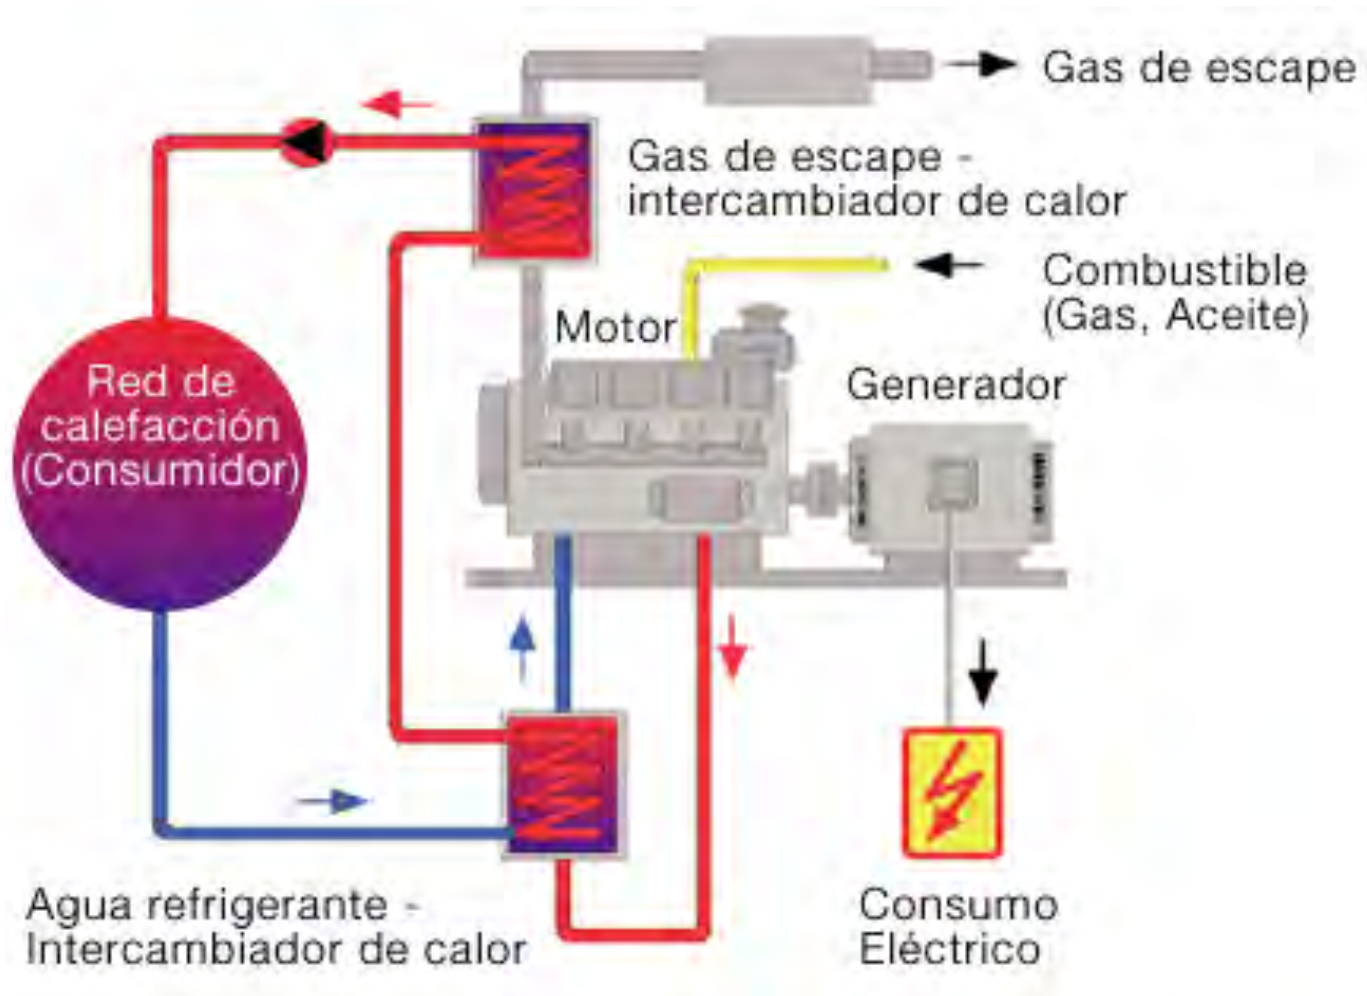 Gas de escape
Gas de escape -
intercambiador de calor
Combustible
(Gas, Aceite)
Motor
Generador
Red de
calefacción
(Consumidor)
Agua refrigerante -
Intercambiador de calor
Consumo
Eléctrico